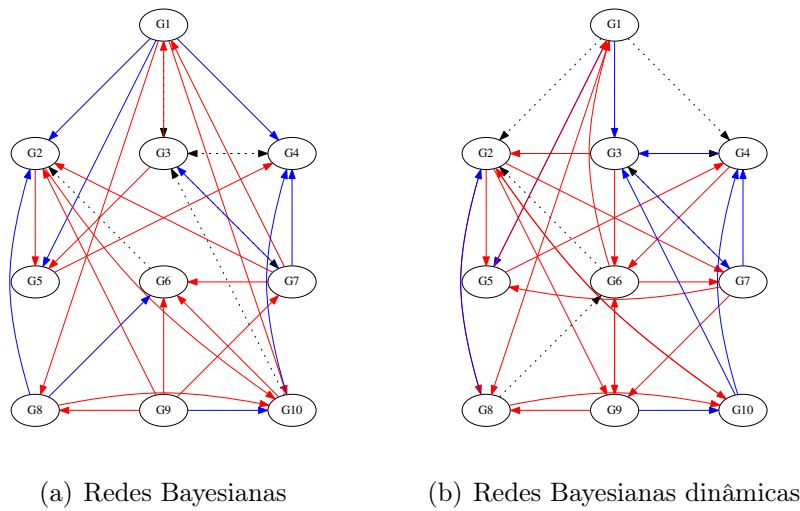 G1
G2 G3 G4
G5 G6 G7
G8 G9 G10
G1
G2 G3 G4
G5 G6 G7
G8 G9 G10
(a) Redes Bayesianas
(b) Redes Bayesianas dinâmicas